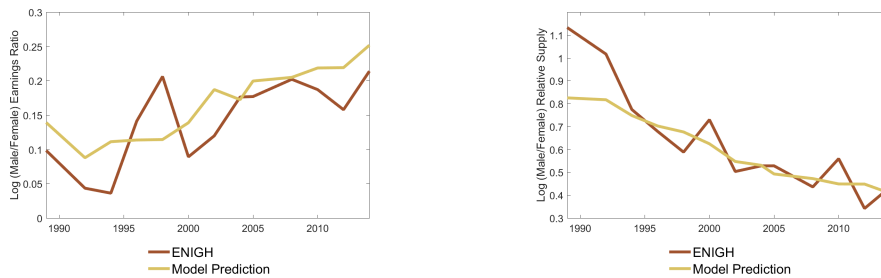 Log (Male/Female) Earnings Ratio
0.3
0.25
0.2
0.15
0.1
0.05
0
1990 1995 2000 2005 2010
ENIGH
Model Prediction
Log (Male/Female) Relative Supply
1.1
1
0.9
0.8
0.7
0.6
0.5
0.4
0.3
1990 1995 2000 2005 2010
ENIGH
Model Prediction